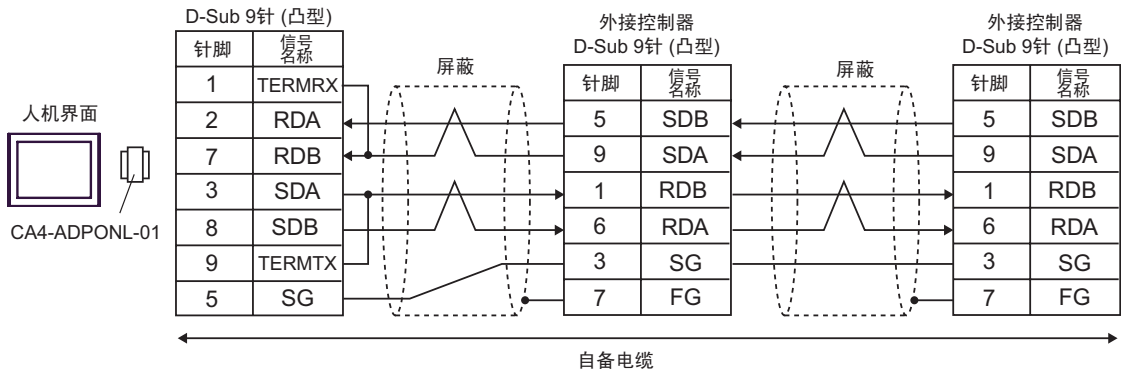 D-Sub 9针 (凸型)
针脚 信号名称
1 TERMRX
2 RDA
7 RDB
3 SDA
8 SDB
9 TERMTX
5 SG
人机界面
CA4-ADPONL-01
屏蔽
外接控制器
D-Sub 9针 (凸型)
针脚 信号名称
5 SDB
9 SDA
1 RDB
6 RDA
3 SG
7 FG
屏蔽
外接控制器
D-Sub 9针 (凸型)
针脚 信号名称
5 SDB
9 SDA
1 RDB
6 RDA
3 SG
7 FG
自备电缆